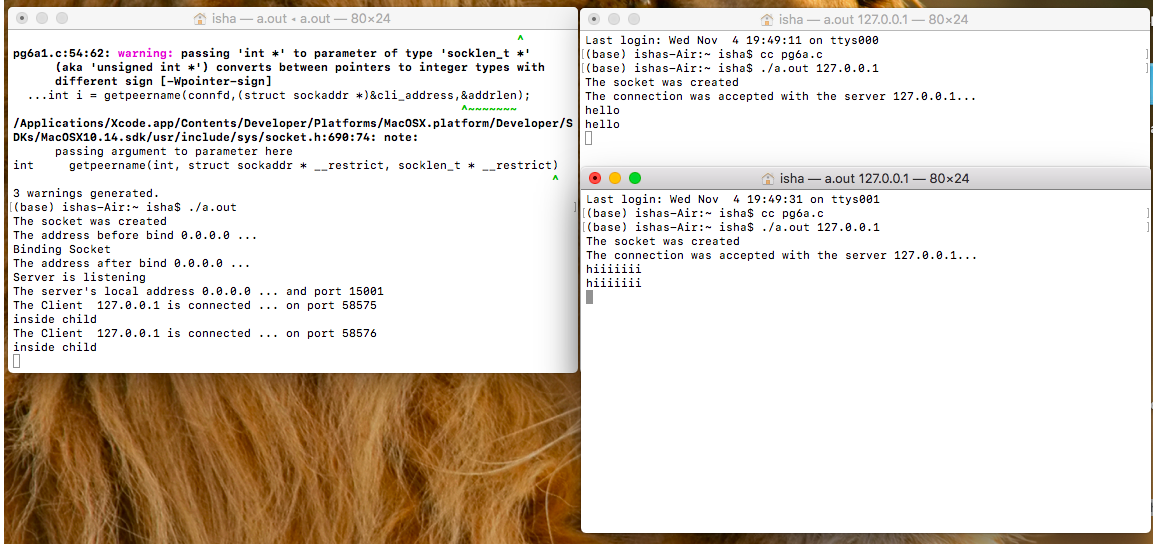 isha — a.out ◂ a.out — 80×24
^
pg6a1.c:54:62: warning: passing 'int *' to parameter of type 'socklen_t *'
(aka 'unsigned int *') converts between pointers to integer types with
different sign [-Wpointer-sign]
...int i = getpeername(connfd,(struct sockaddr *)&cli_address,&addrlen);
^~~~~~~~
/Applications/Xcode.app/Contents/Developer/Platforms/MacOSX.platform/Developer/S
DKs/MacOSX10.14.sdk/usr/include/sys/socket.h:690:74: note:
passing argument to parameter here
int     getpeername(int, struct sockaddr * __restrict, socklen_t * __restrict)
^
3 warnings generated.
[(base) ishas-Air:~ isha$ ./a.out ]
The socket was created
The address before bind 0.0.0.0 ...
Binding Socket
The address after bind 0.0.0.0 ...
Server is listening
The server's local address 0.0.0.0 ... and port 15001
The Client  127.0.0.1 is connected ... on port 58575
inside child
The Client  127.0.0.1 is connected ... on port 58576
inside child
isha — a.out 127.0.0.1 — 80×24
Last login: Wed Nov  4 19:49:11 on ttys000
[(base) ishas-Air:~ isha$ cc pg6a.c ]
[(base) ishas-Air:~ isha$ ./a.out 127.0.0.1 ]
The socket was created
The connection was accepted with the server 127.0.0.1...
hello
hello
isha — a.out 127.0.0.1 — 80×24
Last login: Wed Nov  4 19:49:31 on ttys001
[(base) ishas-Air:~ isha$ cc pg6a.c ]
[(base) ishas-Air:~ isha$ ./a.out 127.0.0.1 ]
The socket was created
The connection was accepted with the server 127.0.0.1...
hiiiiiii
hiiiiiii